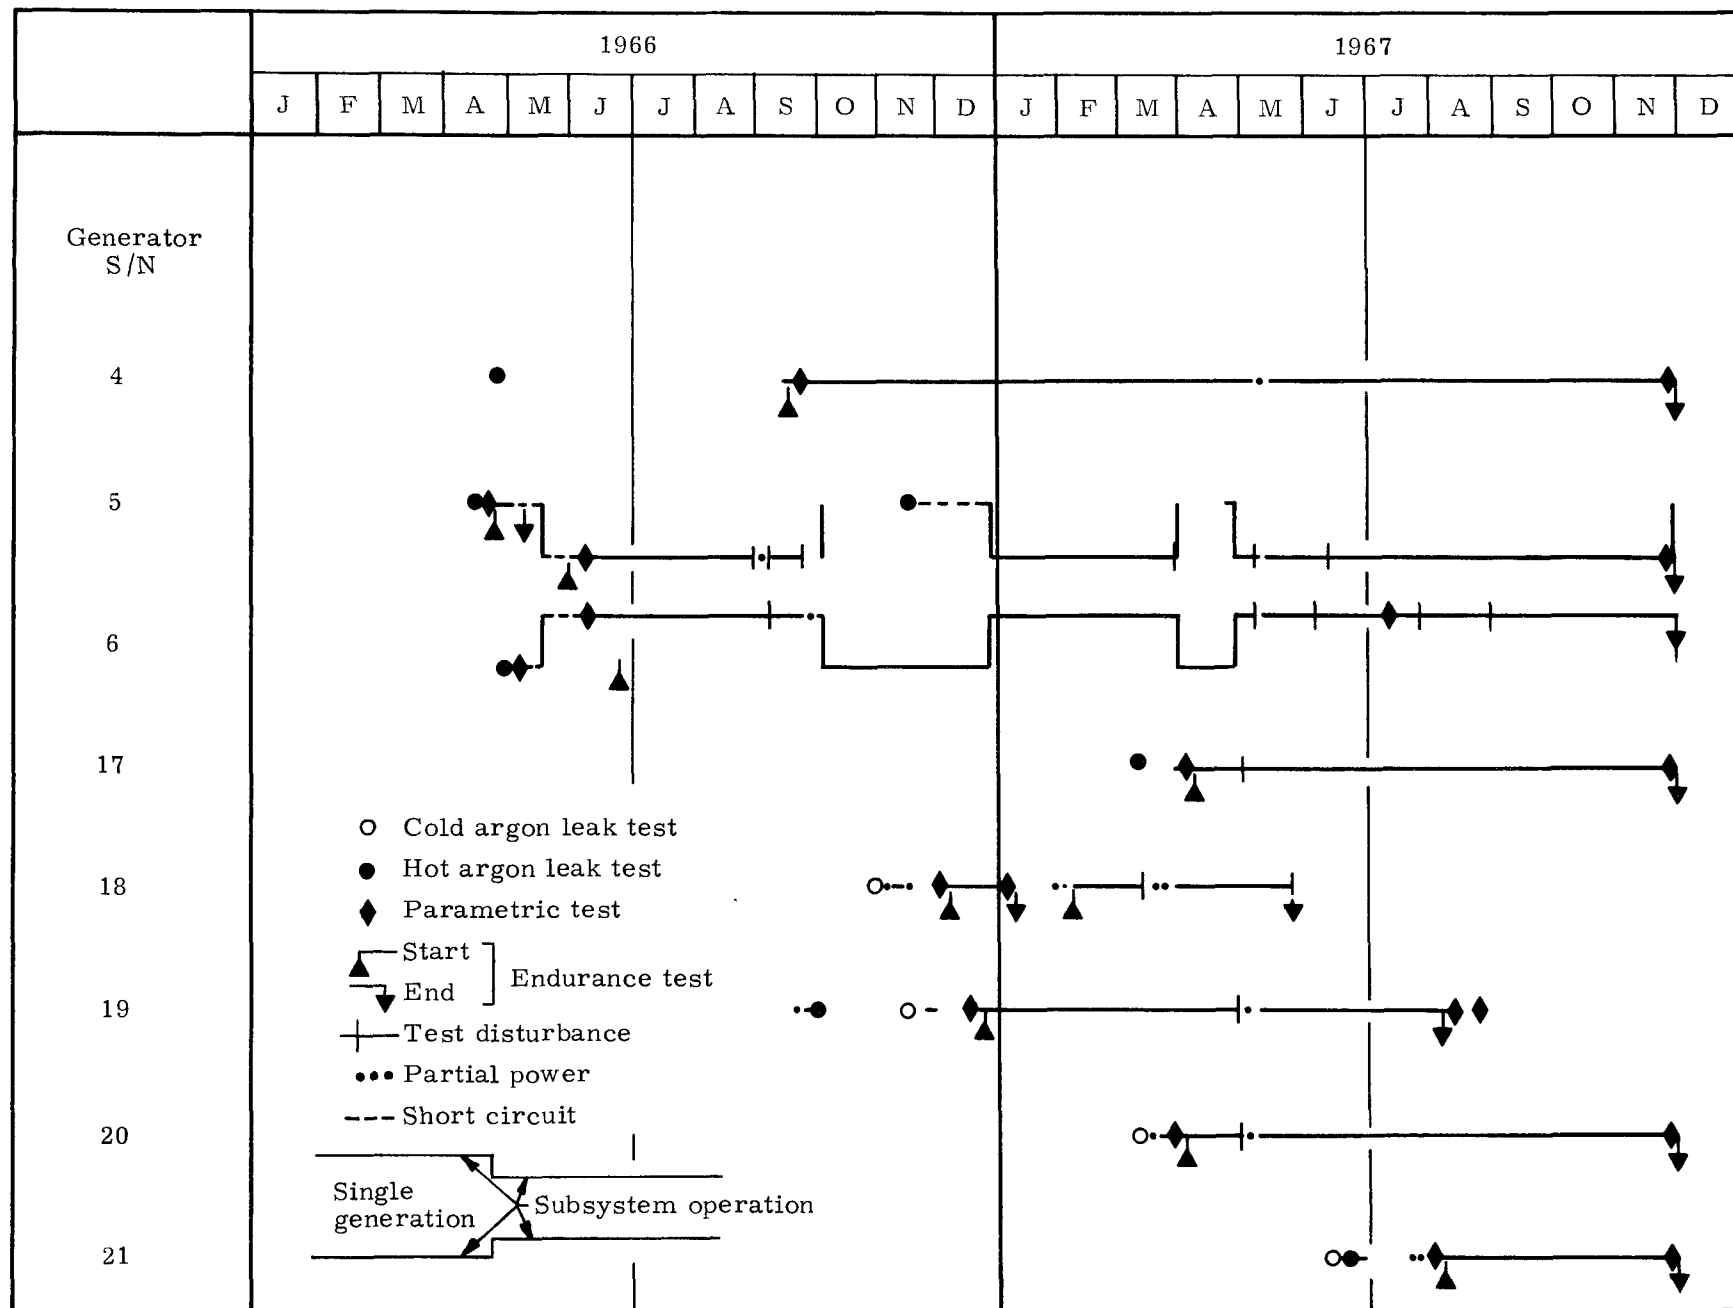 1966 1967
J F M A M J J A S O N D J F M A M J J A S O N D
Generator
S/N
4
5
6
17
Cold argon leak test
Hot argon leak test
18
Parametric test
Start
End
Endurance test
19
Test disturbance
Partial power
Short circuit
20
Single
generation
Subsystem operation
21